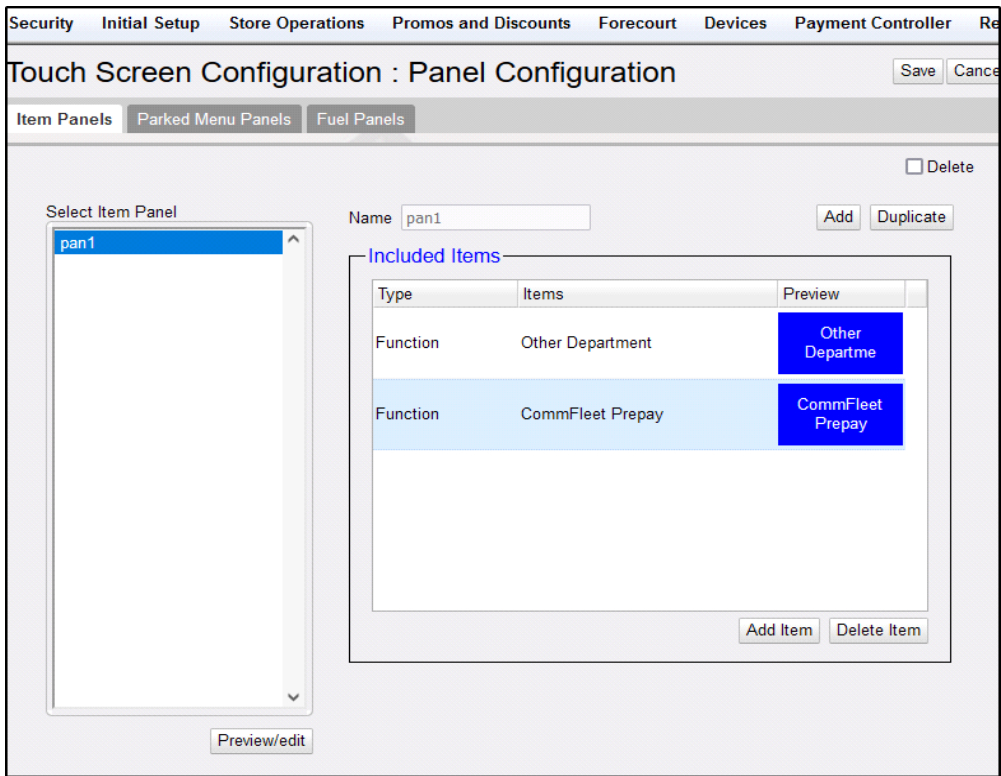 Security Initial Setup Store Operations Promos and Discounts Forecourt Devices Payment Controller Re
Touch Screen Configuration : Panel Configuration Save Cance
Item Panels Parked Menu Panels Fuel Panels
Delete
Select Item Panel
pan1
Name pan1 Add Duplicate
Included Items
Type Items Preview
Function Other Department Other
Departme
Function CommFleet Prepay CommFleet
Prepay
Add Item Delete Item
Preview/edit